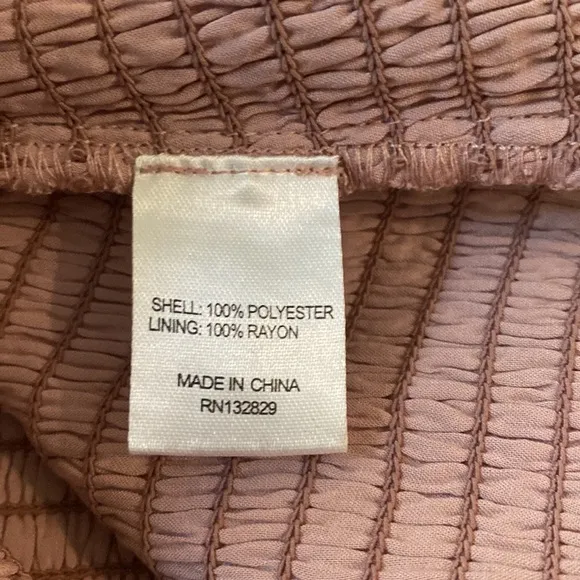 SHELL: 100% POLYESTER
LINING: 100% RAYON
MADE IN CHINA
RN132829